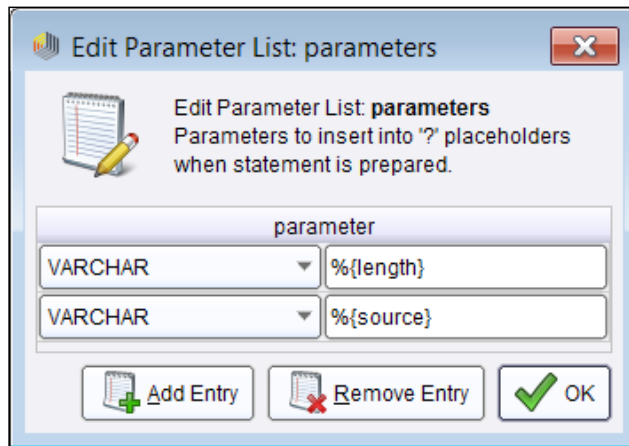 Edit Parameter List: parameters
Edit Parameter List: parameters
Parameters to insert into '?' placeholders
when statement is prepared.
parameter
VARCHAR %{length}
VARCHAR %{source}
Add Entry Remove Entry OK